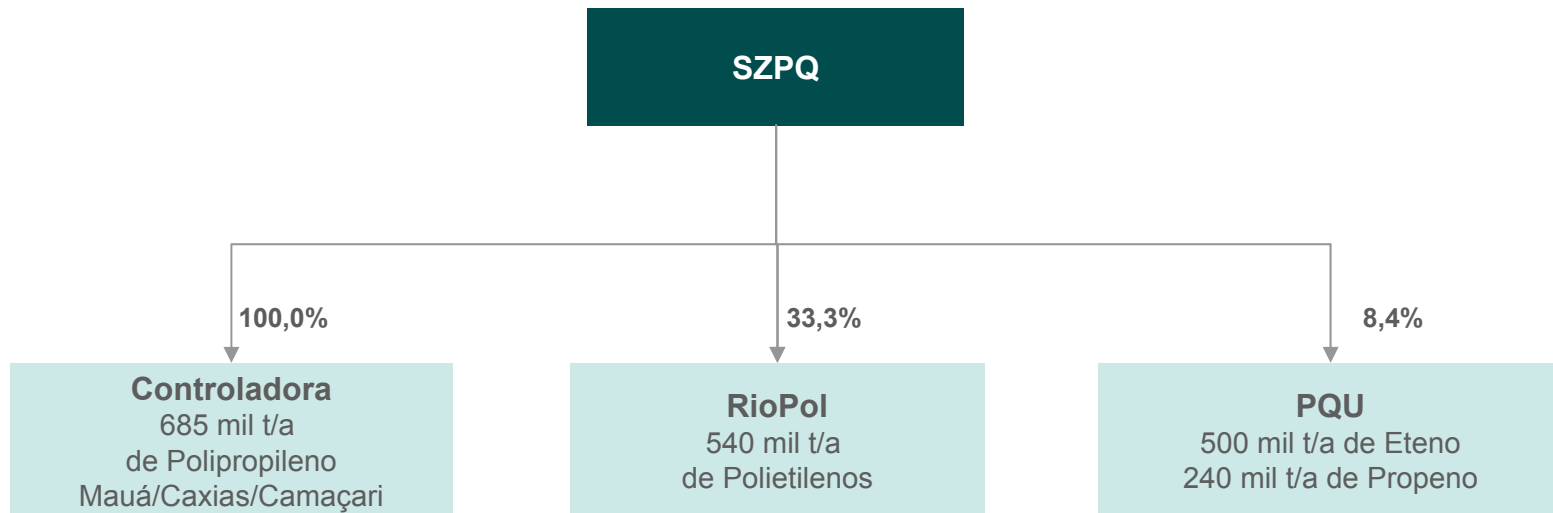 SZPQ
100,0%
33,3%
8,4%
Controladora
685 mil t/a
de Polipropileno
Mauá/Caxias/Camaçari
RioPol
540 mil t/a
de Polietilenos
PQU
500 mil t/a de Eteno
240 mil t/a de Propeno